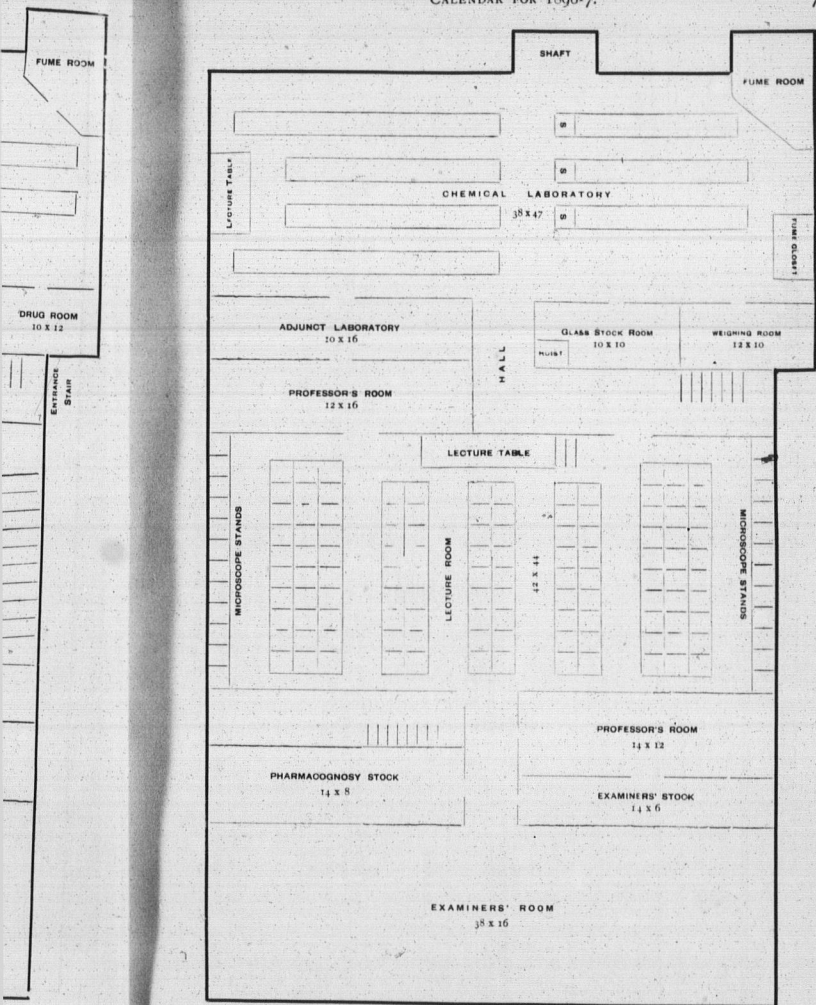 CALENDAR FOR 1896-7.
FUME ROOM
DRUG ROOM
10 X 12
ENTRANCE
STAIR
SHAFT
FUME ROOM
LECTURE TABLE
S
S
CHEMICAL LABORATORY
38 X 47
S
FUME CLOSET
ADJUNCT LABORATORY
10 X 16
HALL
GLASS STOCK ROOM
10 X 10
HOIST
WEIGHING ROOM
12 X 10
PROFESSOR'S ROOM
12 X 16
LECTURE TABLE
MICROSCOPE STANDS
LECTURE ROOM
42 X 44
MICROSCOPE STANDS
PROFESSOR'S ROOM
14 X 12
PHARMACOGNOSY STOCK
14 X 8
EXAMINERS' STOCK
14 X 6
EXAMINERS' ROOM
38 X 16